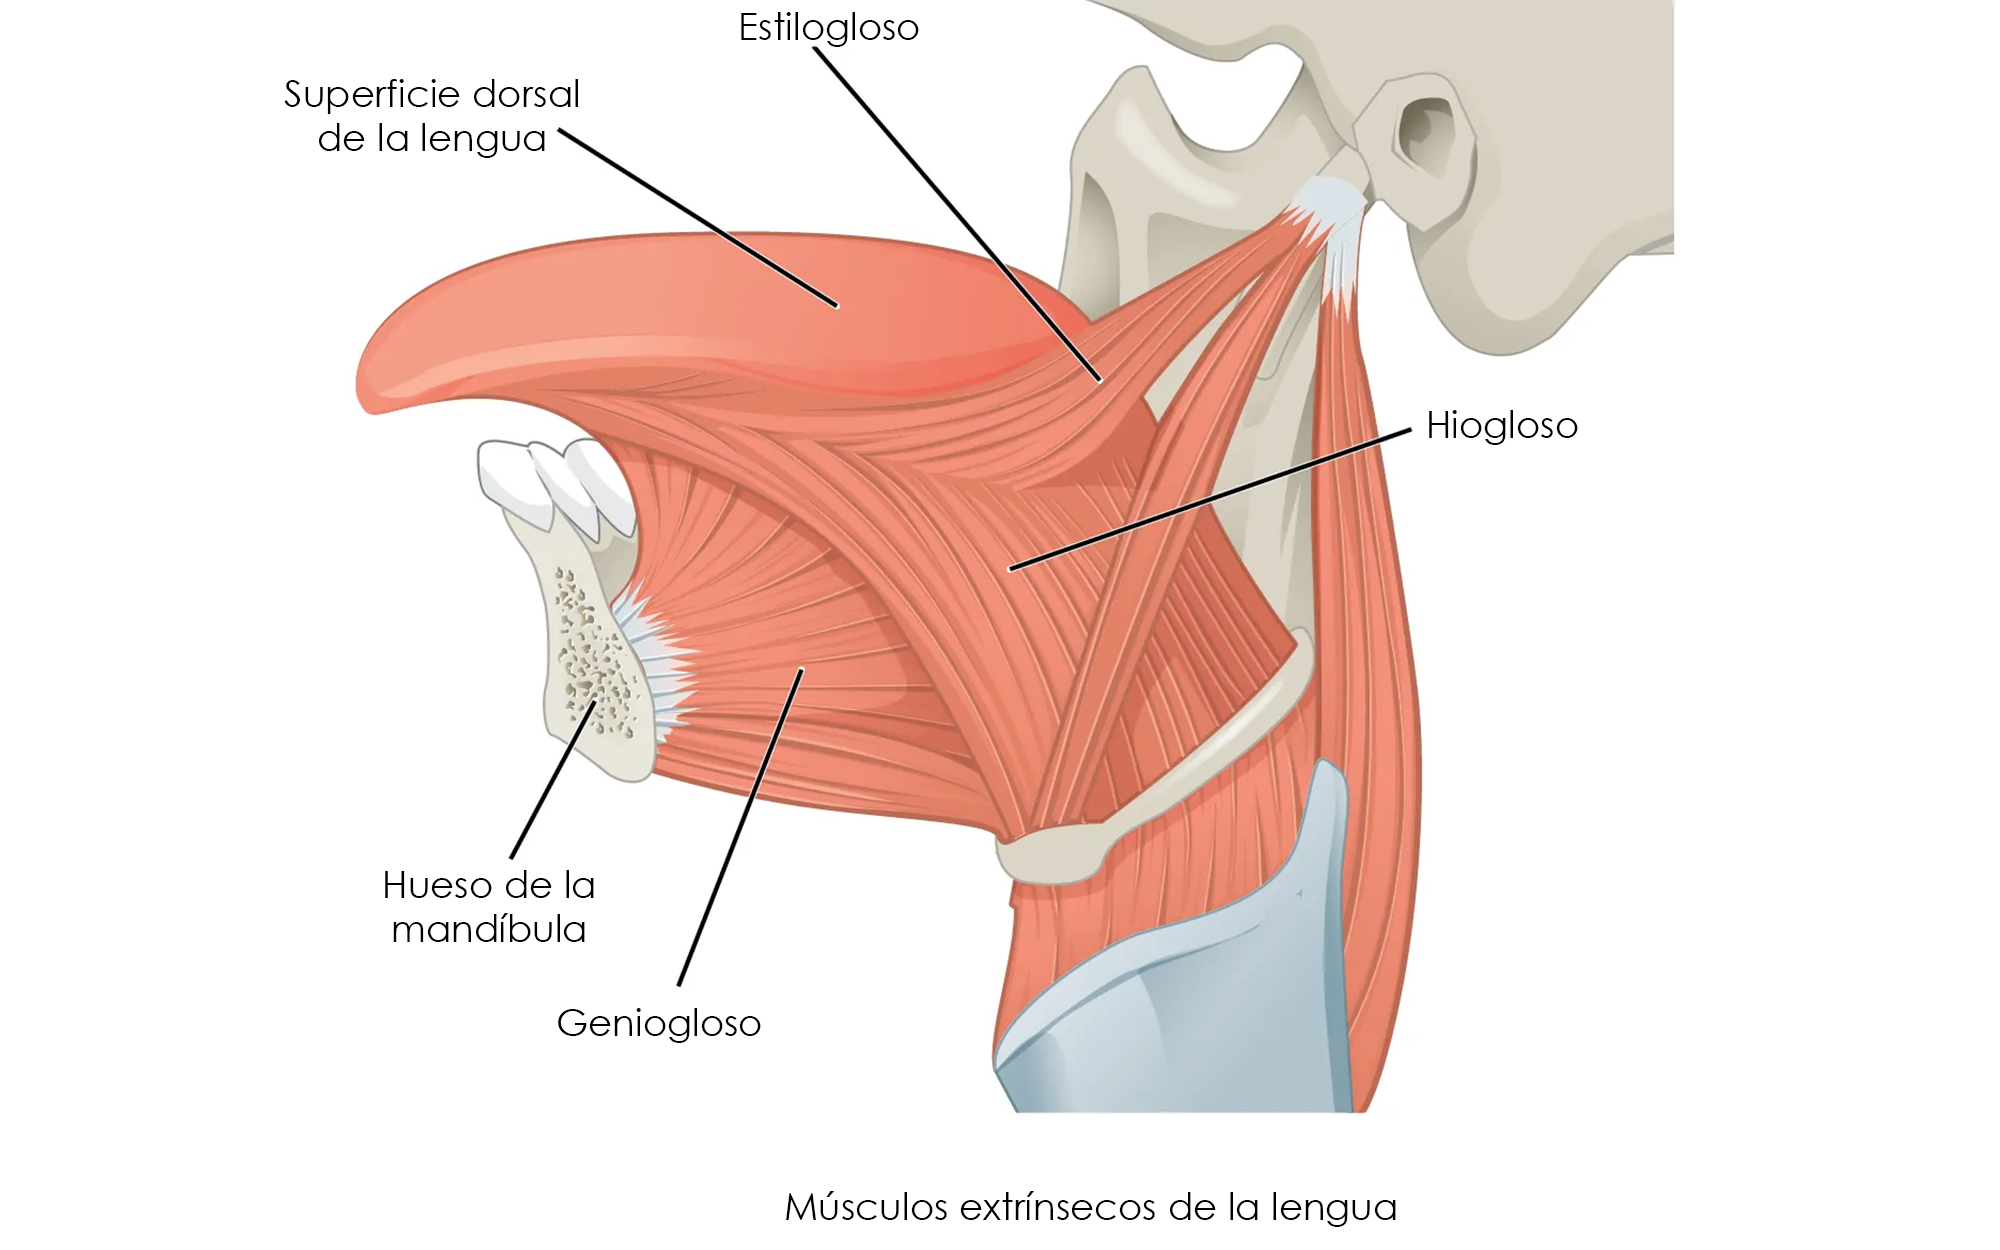 Estilogloso
Superficie dorsal
de la lengua
Hiogloso
Hueso de la
mandíbula
Geniogloso
Músculos extrínsecos de la lengua